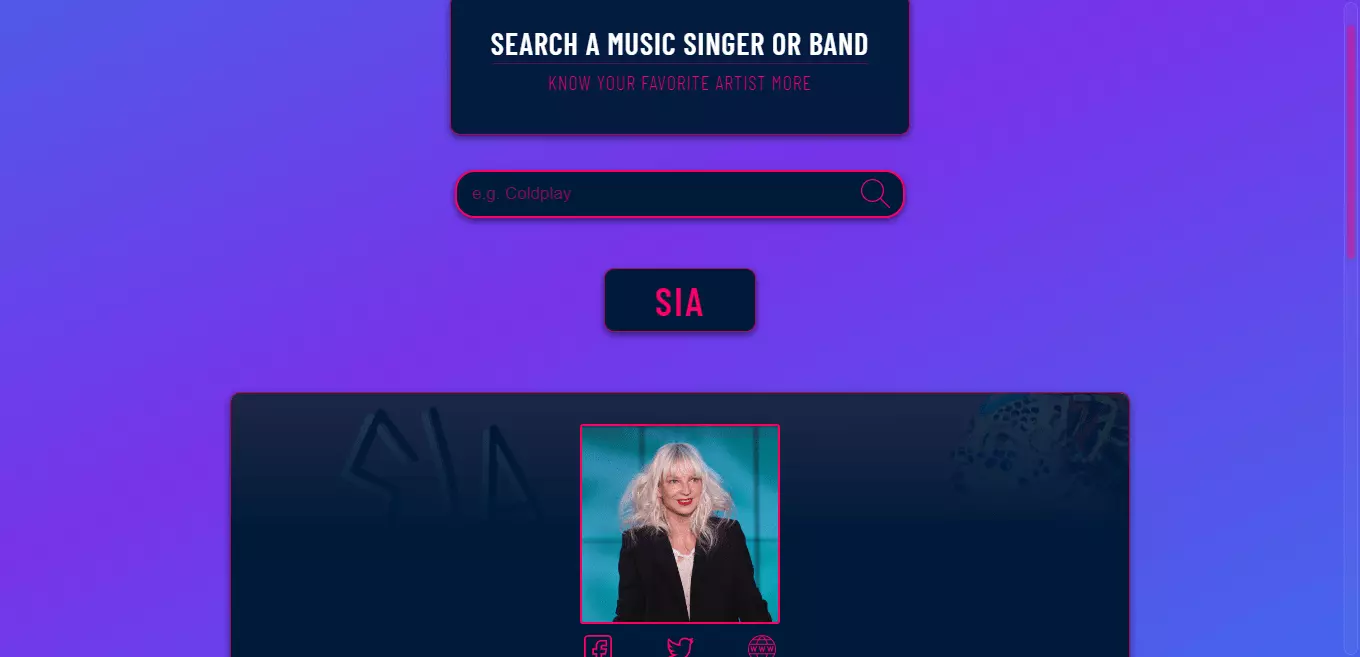 SEARCH A MUSIC SINGER OR BAND
KNOW YOUR FAVORITE ARTIST MORE
e.g. Coldplay
SIA
SIA
WWW